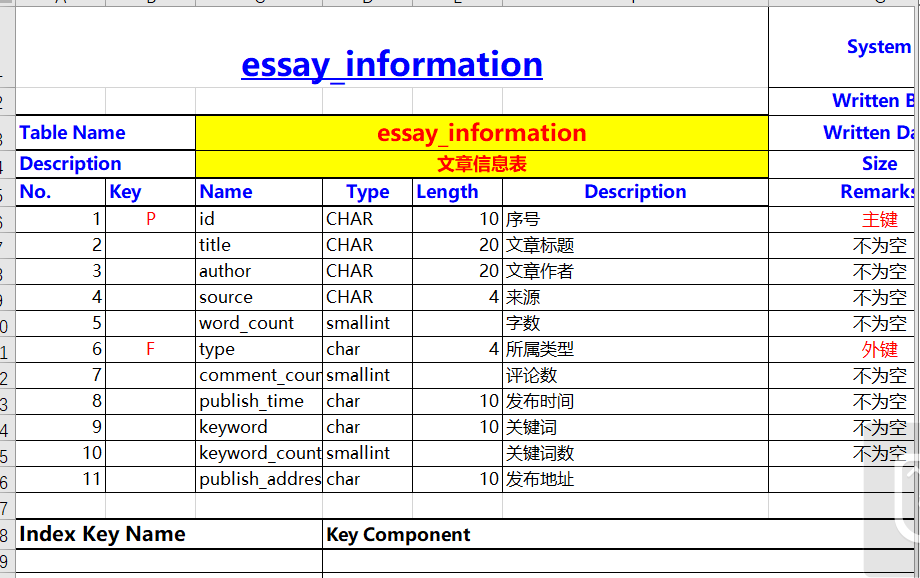 essay_information
System
Written B
Table Name essay_information Written Da
Description 文章信息表 Size
No. Key Name Type Length Description Remarks
1 P id CHAR 10 序号 主键
2 title CHAR 20 文章标题 不为空
3 author CHAR 20 文章作者 不为空
4 source CHAR 4 来源 不为空
5 word_count smallint 字数 不为空
6 F type char 4 所属类型 外键
7 comment_cour smallint 评论数 不为空
8 publish_time char 10 发布时间 不为空
9 keyword char 10 关键词 不为空
10 keyword_count smallint 关键词数 不为空
11 publish_addres char 10 发布地址
Index Key Name Key Component